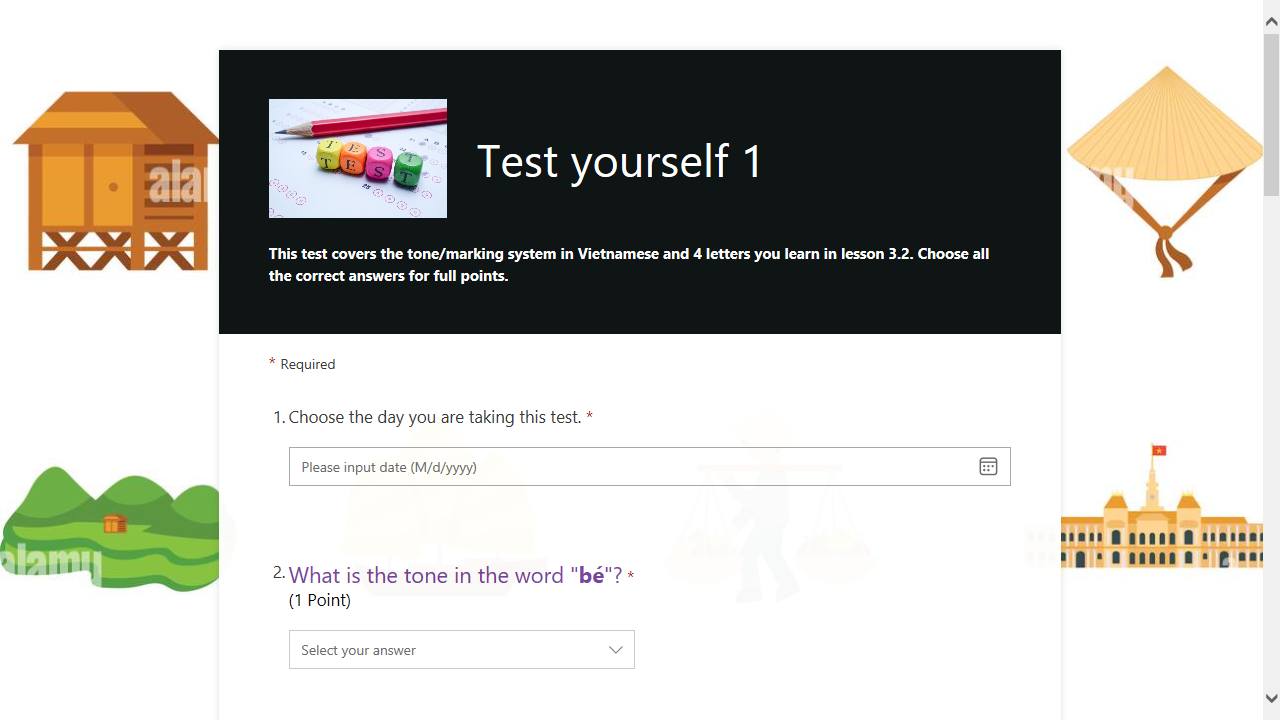 Test yourself 1
This test covers the tone/marking system in Vietnamese and 4 letters you learn in lesson 3.2. Choose all
the correct answers for full points.
* Required
1. Choose the day you are taking this test. *
Please input date (M/d/yyyy)
2. What is the tone in the word "bé"? *
(1 Point)
Select your answer
alamy